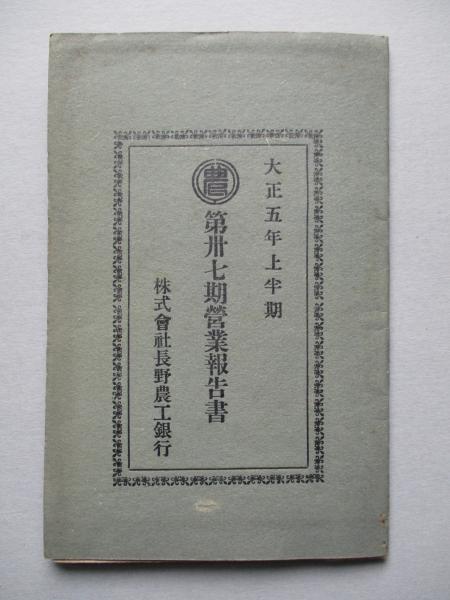 大正五年上半期
農
第卅七期營業報告書
株式會社長野農工銀行